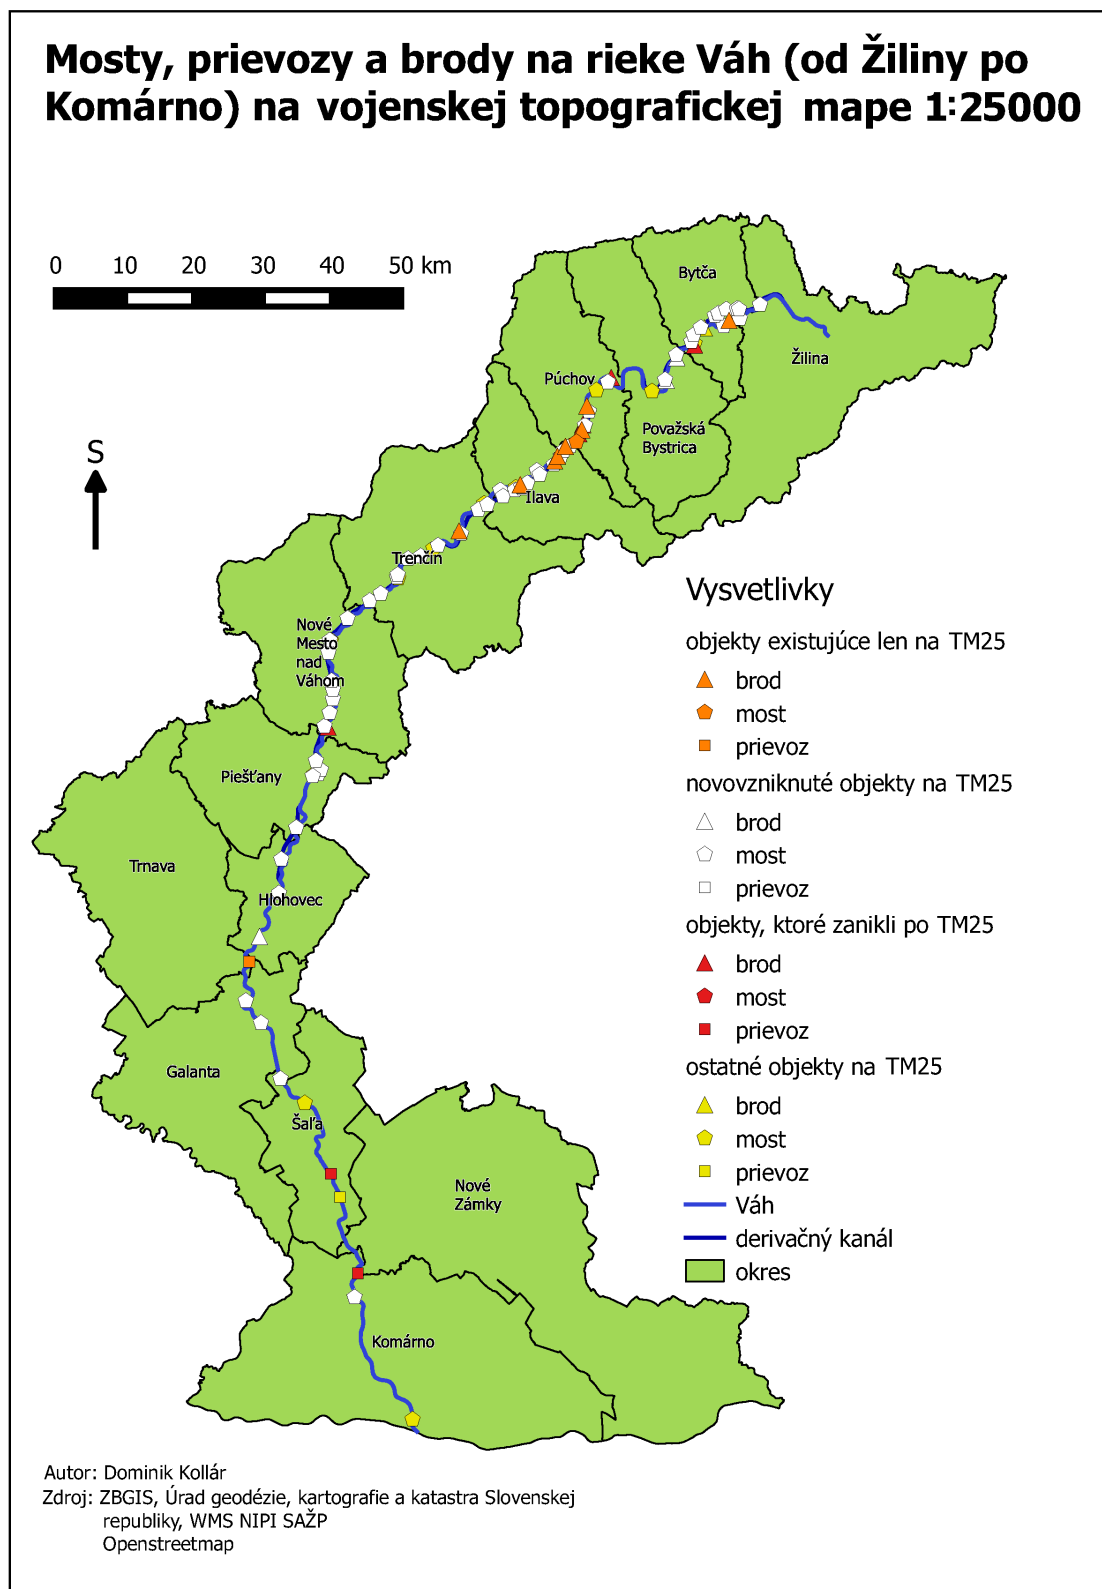 Mosty, prievozy a brody na rieke Váh (od Žiliny po
Komárno) na vojenskej topografickej mape 1:25000
0 10 20 30 40 50 km
Bytča
Žilina
Púchov
Považská
Bystrica
S
Ilava
Trenčín
Nové
Mesto
nad
Váhom
Piešťany
Trnava
Hlohovec
Galanta
Šaľa
Nové
Zámky
Komárno
Vysvetlivky
objekty existujúce len na TM25
brod
most
prievoz
novovzniknuté objekty na TM25
brod
most
prievoz
objekty, ktoré zanikli po TM25
brod
most
prievoz
ostatné objekty na TM25
brod
most
prievoz
Váh
derivačný kanál
okres
Autor: Dominik Kollár
Zdroj: ZBGIS, Úrad geodézie, kartografie a katastra Slovenskej
republiky, WMS NIPI SAŽP
Openstreetmap